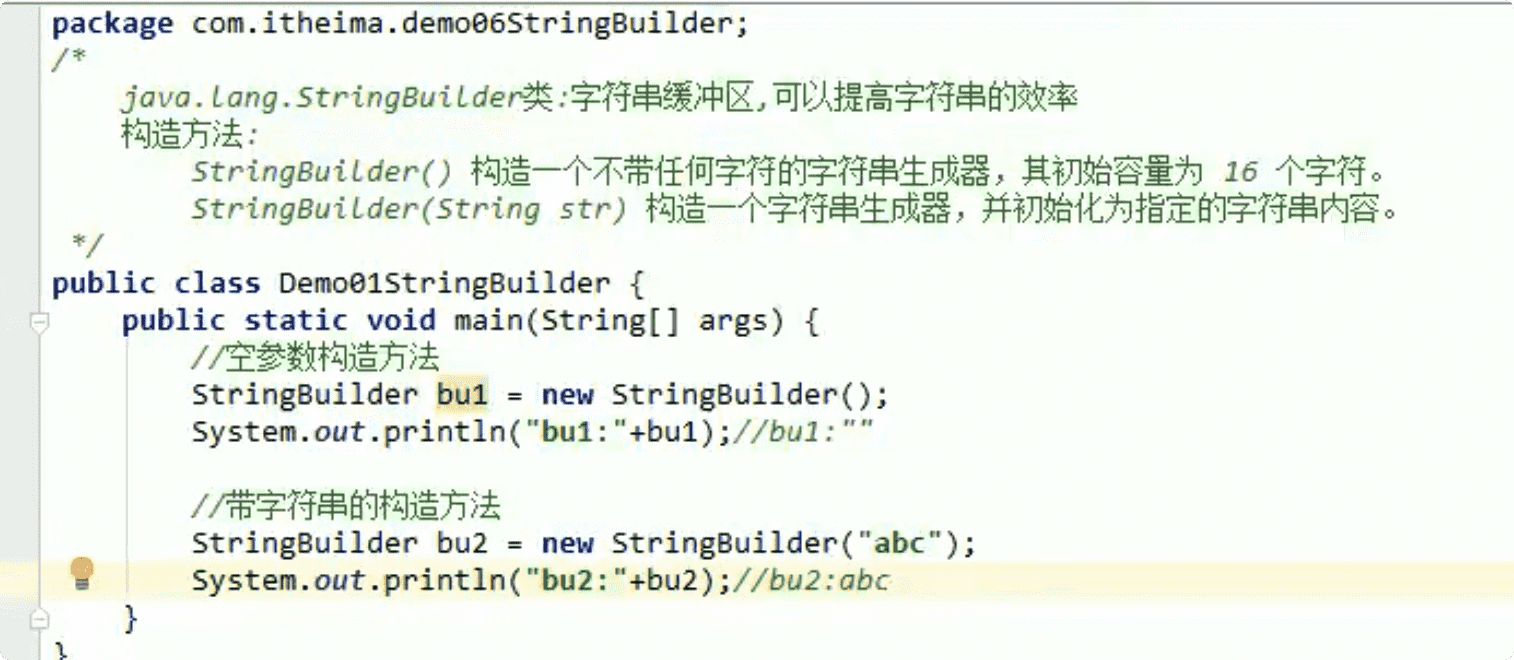 package com.itheima.demo06StringBuilder;
/*
java.lang.StringBuilder类:字符串缓冲区,可以提高字符串的效率
构造方法:
StringBuilder() 构造一个不带任何字符的字符串生成器，其初始容量为 16 个字符。
StringBuilder(String str) 构造一个字符串生成器，并初始化为指定的字符串内容。
*/
public class Demo01StringBuilder {
public static void main(String[] args) {
//空参数构造方法
StringBuilder bu1 = new StringBuilder();
System.out.println("bu1:"+bu1);//bu1:""
//带字符串的构造方法
StringBuilder bu2 = new StringBuilder("abc");
System.out.println("bu2:"+bu2);//bu2:abc
}
}